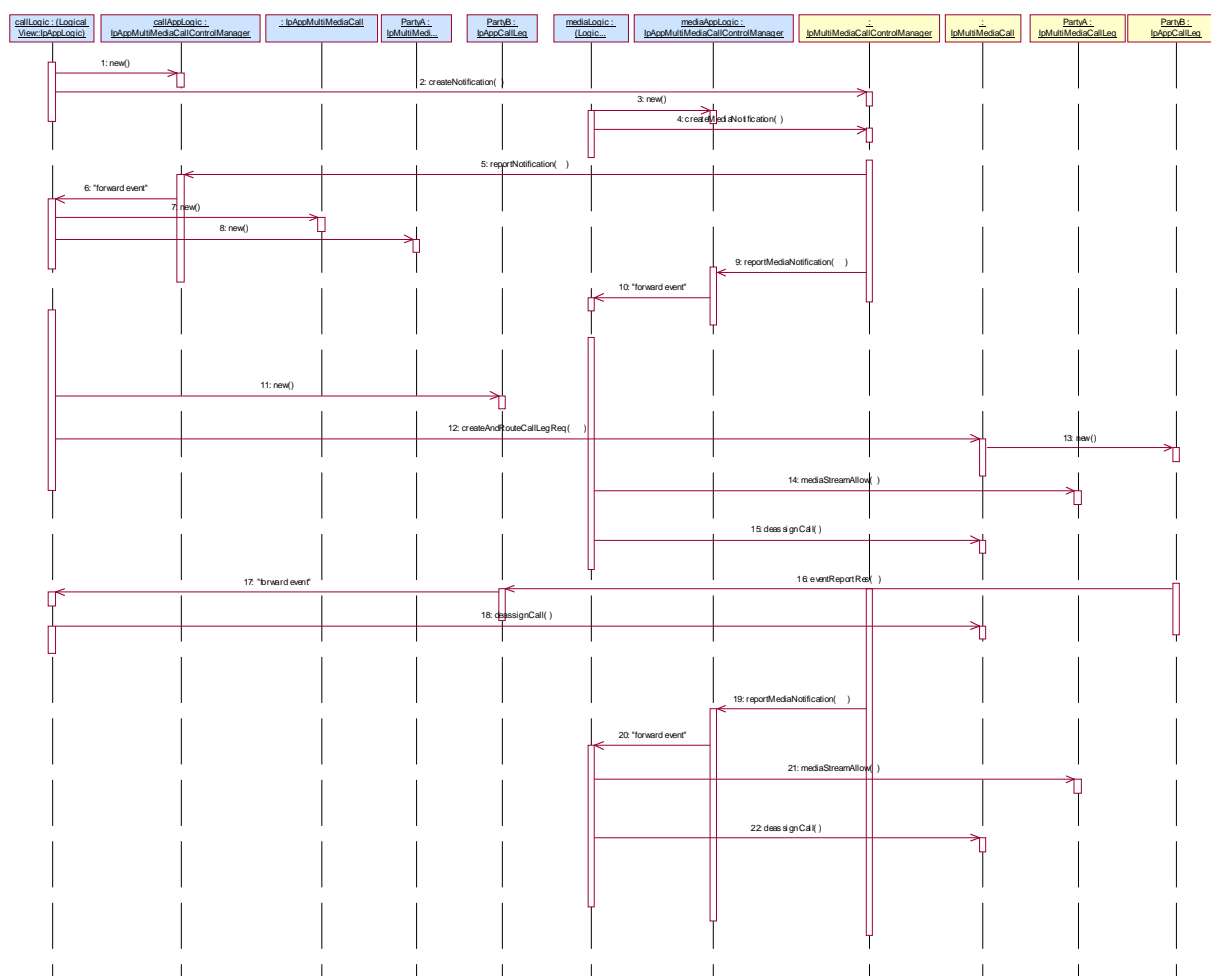 callLogic : (Logical
View::IpAppLogic)
callAppLogic :
IpAppMultiMediaCallControlManager
: IpAppMultiMediaCall
PartyA :
IpMultiMedi...
PartyB :
IpAppCallLeg
mediaLogic :
(Logic...
mediaAppLogic :
IpAppMultiMediaCallControlManager
:
IpMultiMediaCallControlManager
:
IpMultiMediaCall
PartyA :
IpMultiMediaCallLeg
PartyB :
IpAppCallLeg
1: new()
2: createNotification( )
3: new()
4: createMediaNotification( )
5: reportNotification( )
6: "forward event"
7: new()
8: new()
9: reportMediaNotification( )
10: "forward event"
11: new()
12: createAndRouteCallLegReq( )
13: new()
14: mediaStreamAllow( )
15: deassignCall( )
16: eventReportRes( )
17: "forward event"
18: deassignCall( )
19: reportMediaNotification( )
20: "forward event"
21: mediaStreamAllow( )
22: deassignCall( )